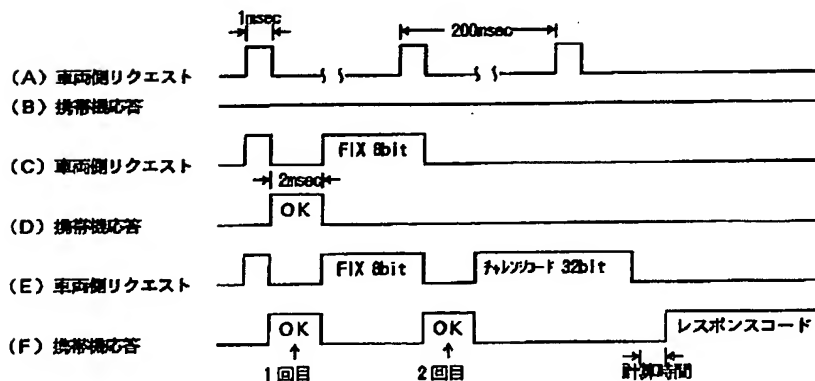 1msec
200msec
(A) 車両側リクエスト
(B) 携帯機応答
(C) 車両側リクエスト
FIX 8bit
2msec
(D) 携帯機応答
OK
(E) 車両側リクエスト
FIX 8bit
チャレンジコード 32bit
(F) 携帯機応答
OK
OK
レスポンスコード
1回目
2回目
計算時間